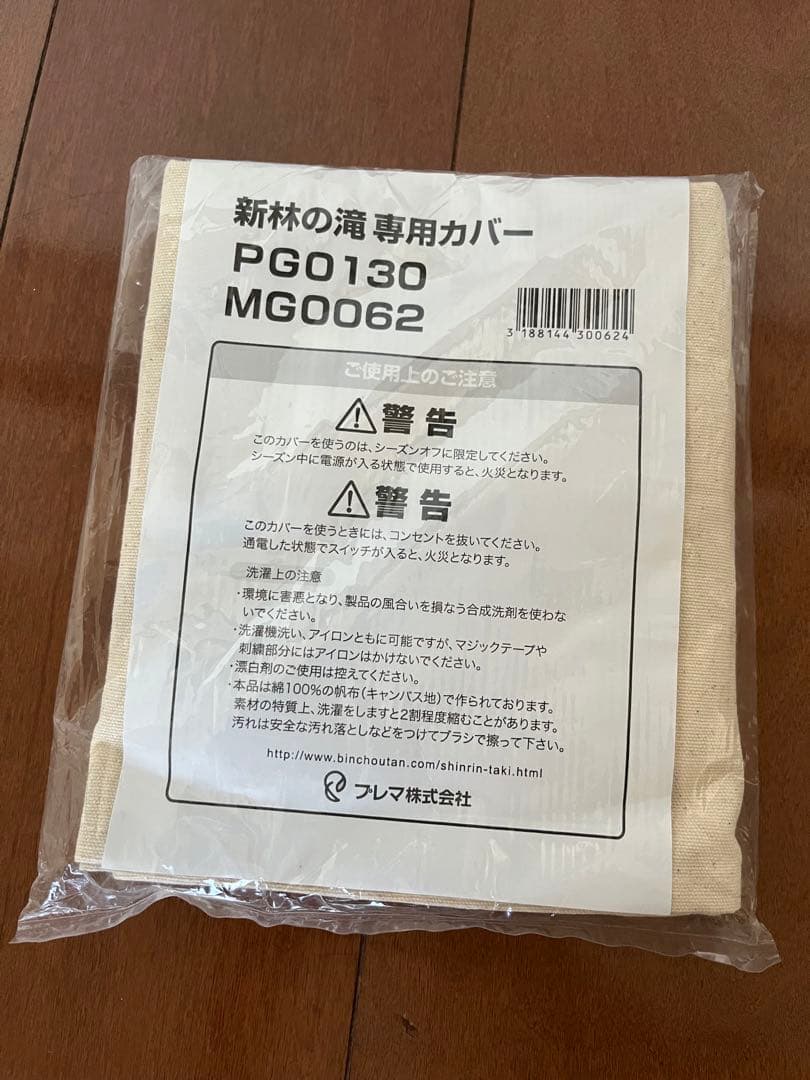 新林の滝 専用カバー
PG0130
MG0062
3 188144 300624
ご使用上のご注意
警告
このカバーを使うのは、シーズンオフに限定してください。
シーズン中に電源が入る状態で使用すると、火災となります。
警告
このカバーを使うときには、コンセントを抜いてください。
通電した状態でスイッチが入ると、火災となります。
洗濯上の注意
・環境に害悪となり、製品の風合いを損なう合成洗剤を使わな
いでください。
・洗濯機洗い、アイロンともに可能ですが、マジックテープや
刺繍部分にはアイロンはかけないでください。
・漂白剤のご使用は控えてください。
・本品は綿100%の帆布(キャンバス地)で作られております。
素材の特質上、洗濯をしますと2割程度縮むことがあります。
汚れは安全な汚れ落としなどをつけてブラシで擦って下さい。
http://www.binchoutan.com/shinrin-taki.html
プレマ株式会社